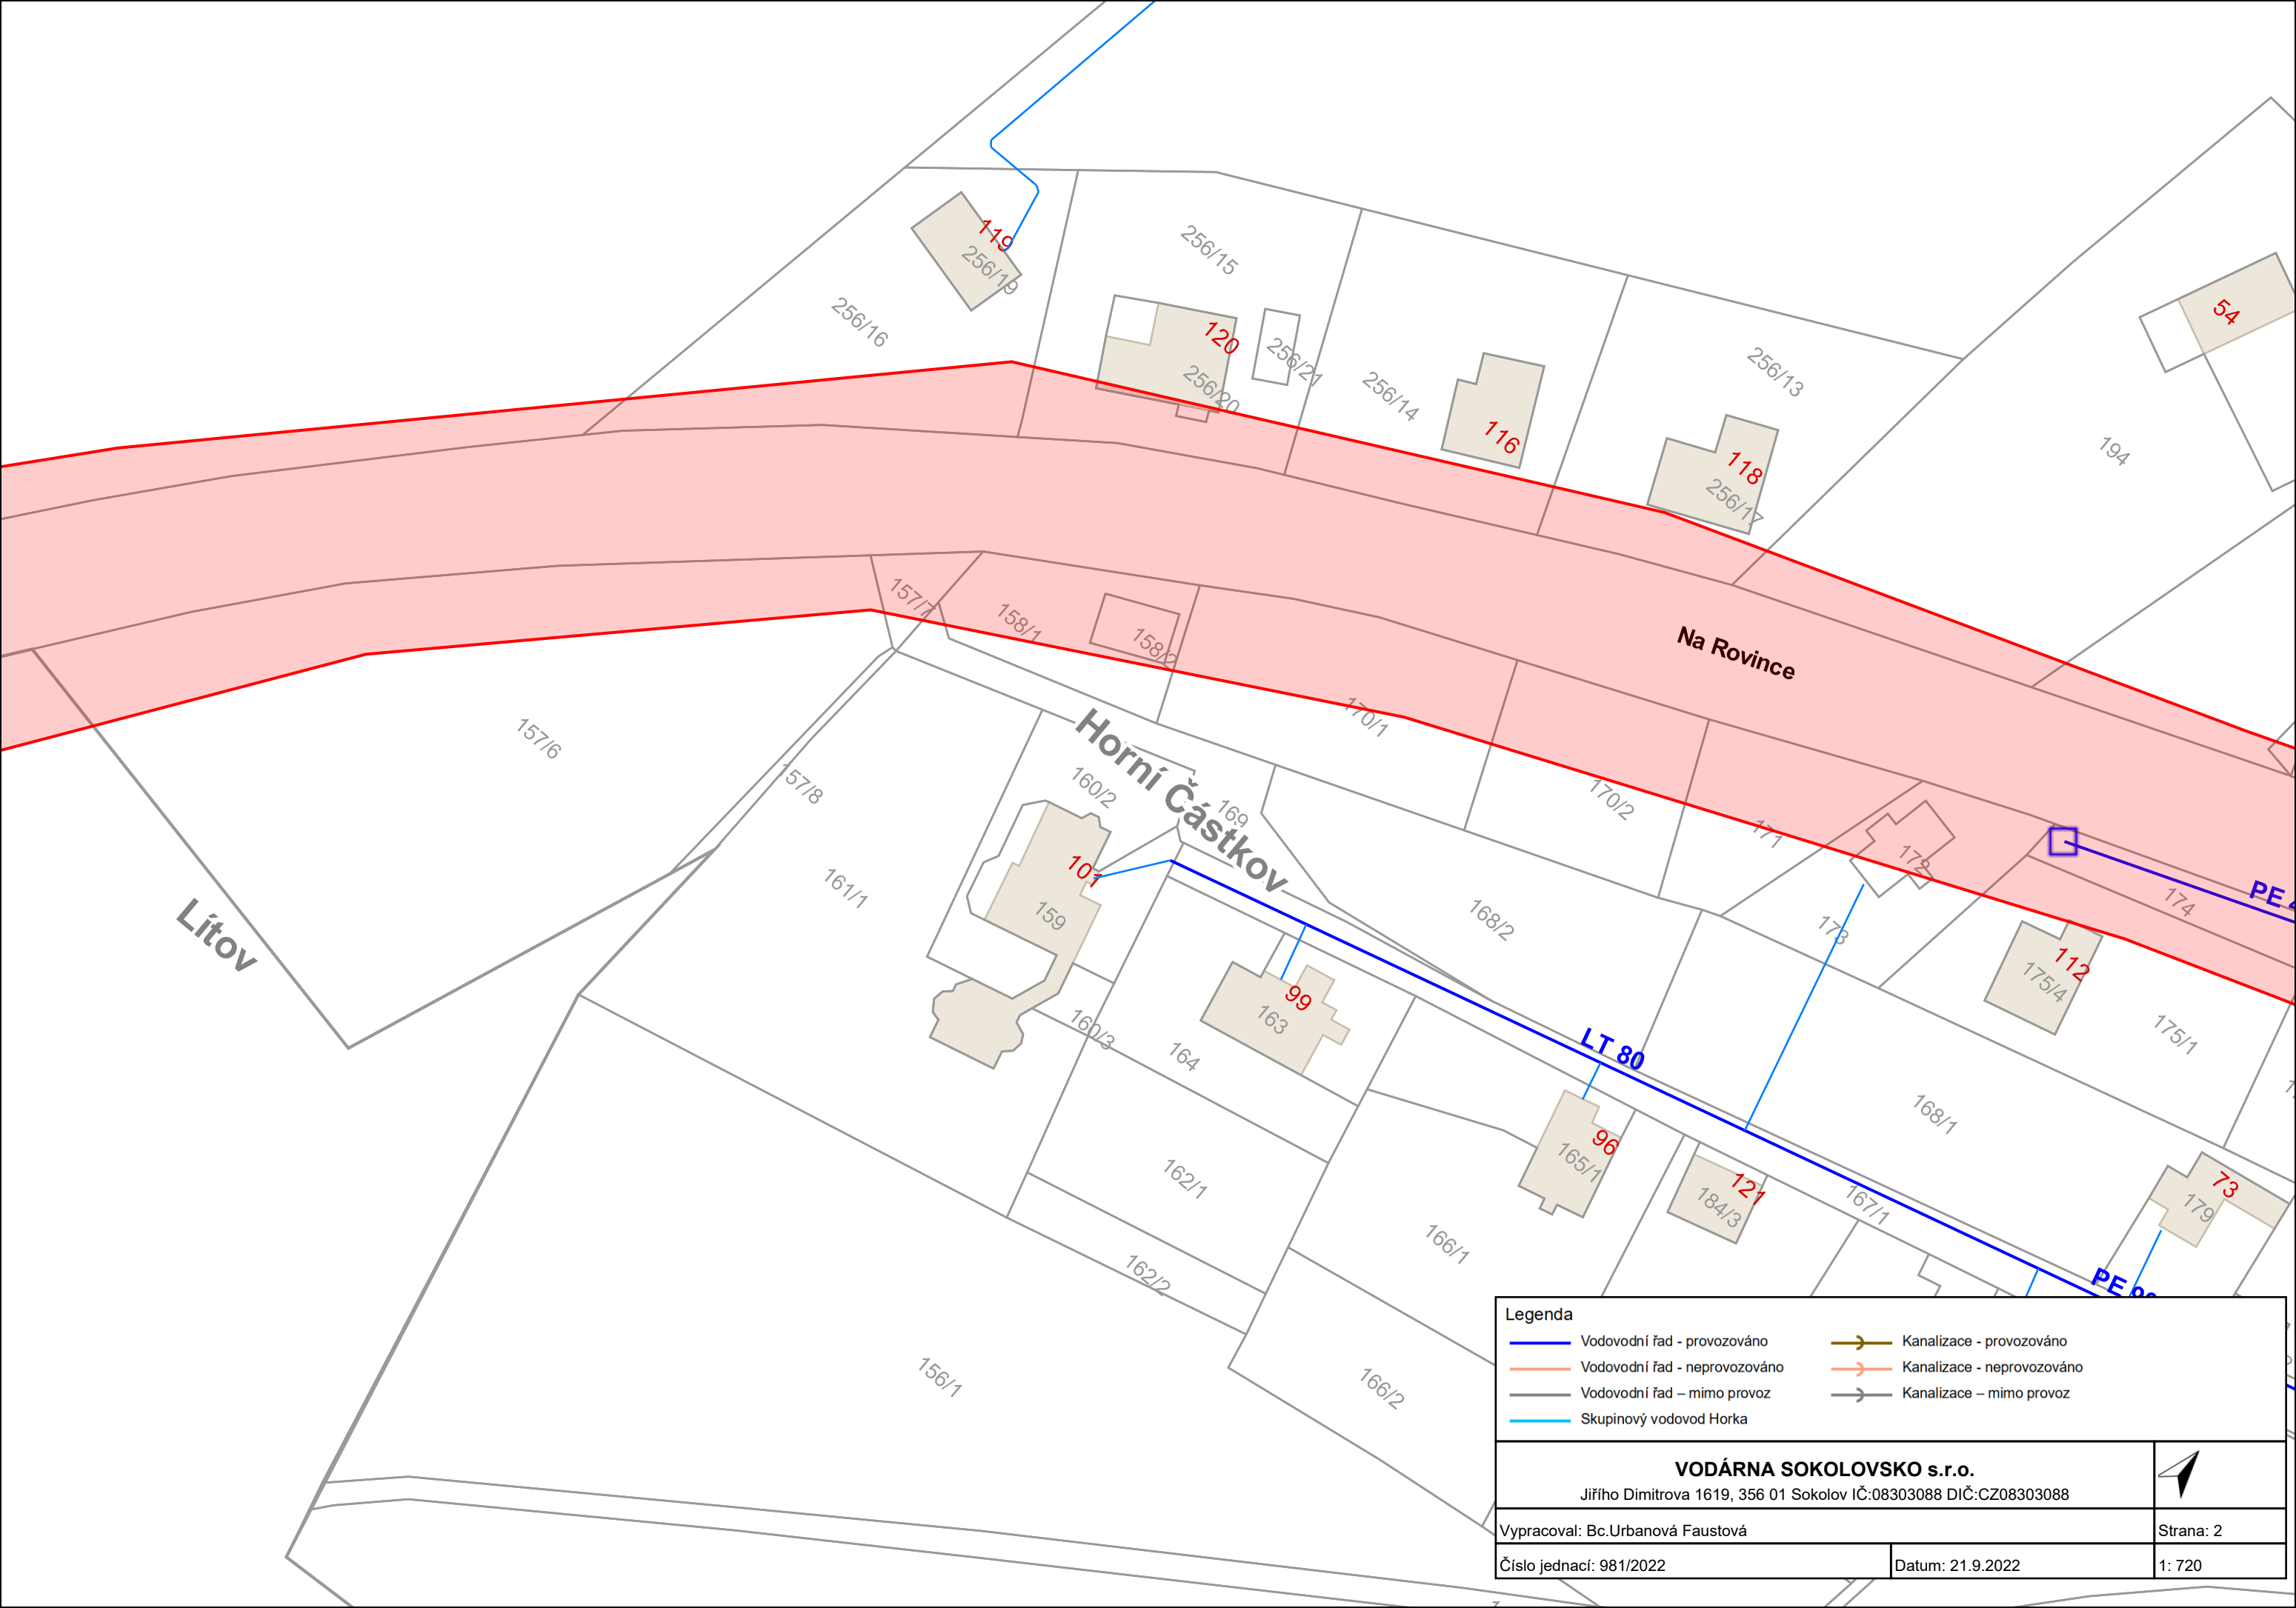 119
256/19
256/15
256/16
120
256/20
256/21
256/14
116
256/13
118
256/17
54
194
157/7
158/1
158/2
Na Rovince
170/1
157/6
157/8
Horní Částkov
160/2
169
170/2
171
172
PE 4
174
101
159
161/1
168/2
173
112
175/4
Lítov
99
163
175/1
160/3
164
LT 80
168/1
96
165/1
162/1
121
184/3
167/1
73
179
166/1
162/2
PE 90
156/1
166/2
Legenda
Vodovodní řad - provozováno
Kanalizace - provozováno
Vodovodní řad - neprovozováno
Kanalizace - neprovozováno
Vodovodní řad – mimo provoz
Kanalizace – mimo provoz
Skupinový vodovod Horka
VODÁRNA SOKOLOVSKO s.r.o.
Jiřího Dimitrova 1619, 356 01 Sokolov IČ:08303088 DIČ:CZ08303088
Vypracoval: Bc.Urbanová Faustová
Strana: 2
Číslo jednací: 981/2022
Datum: 21.9.2022
1: 720